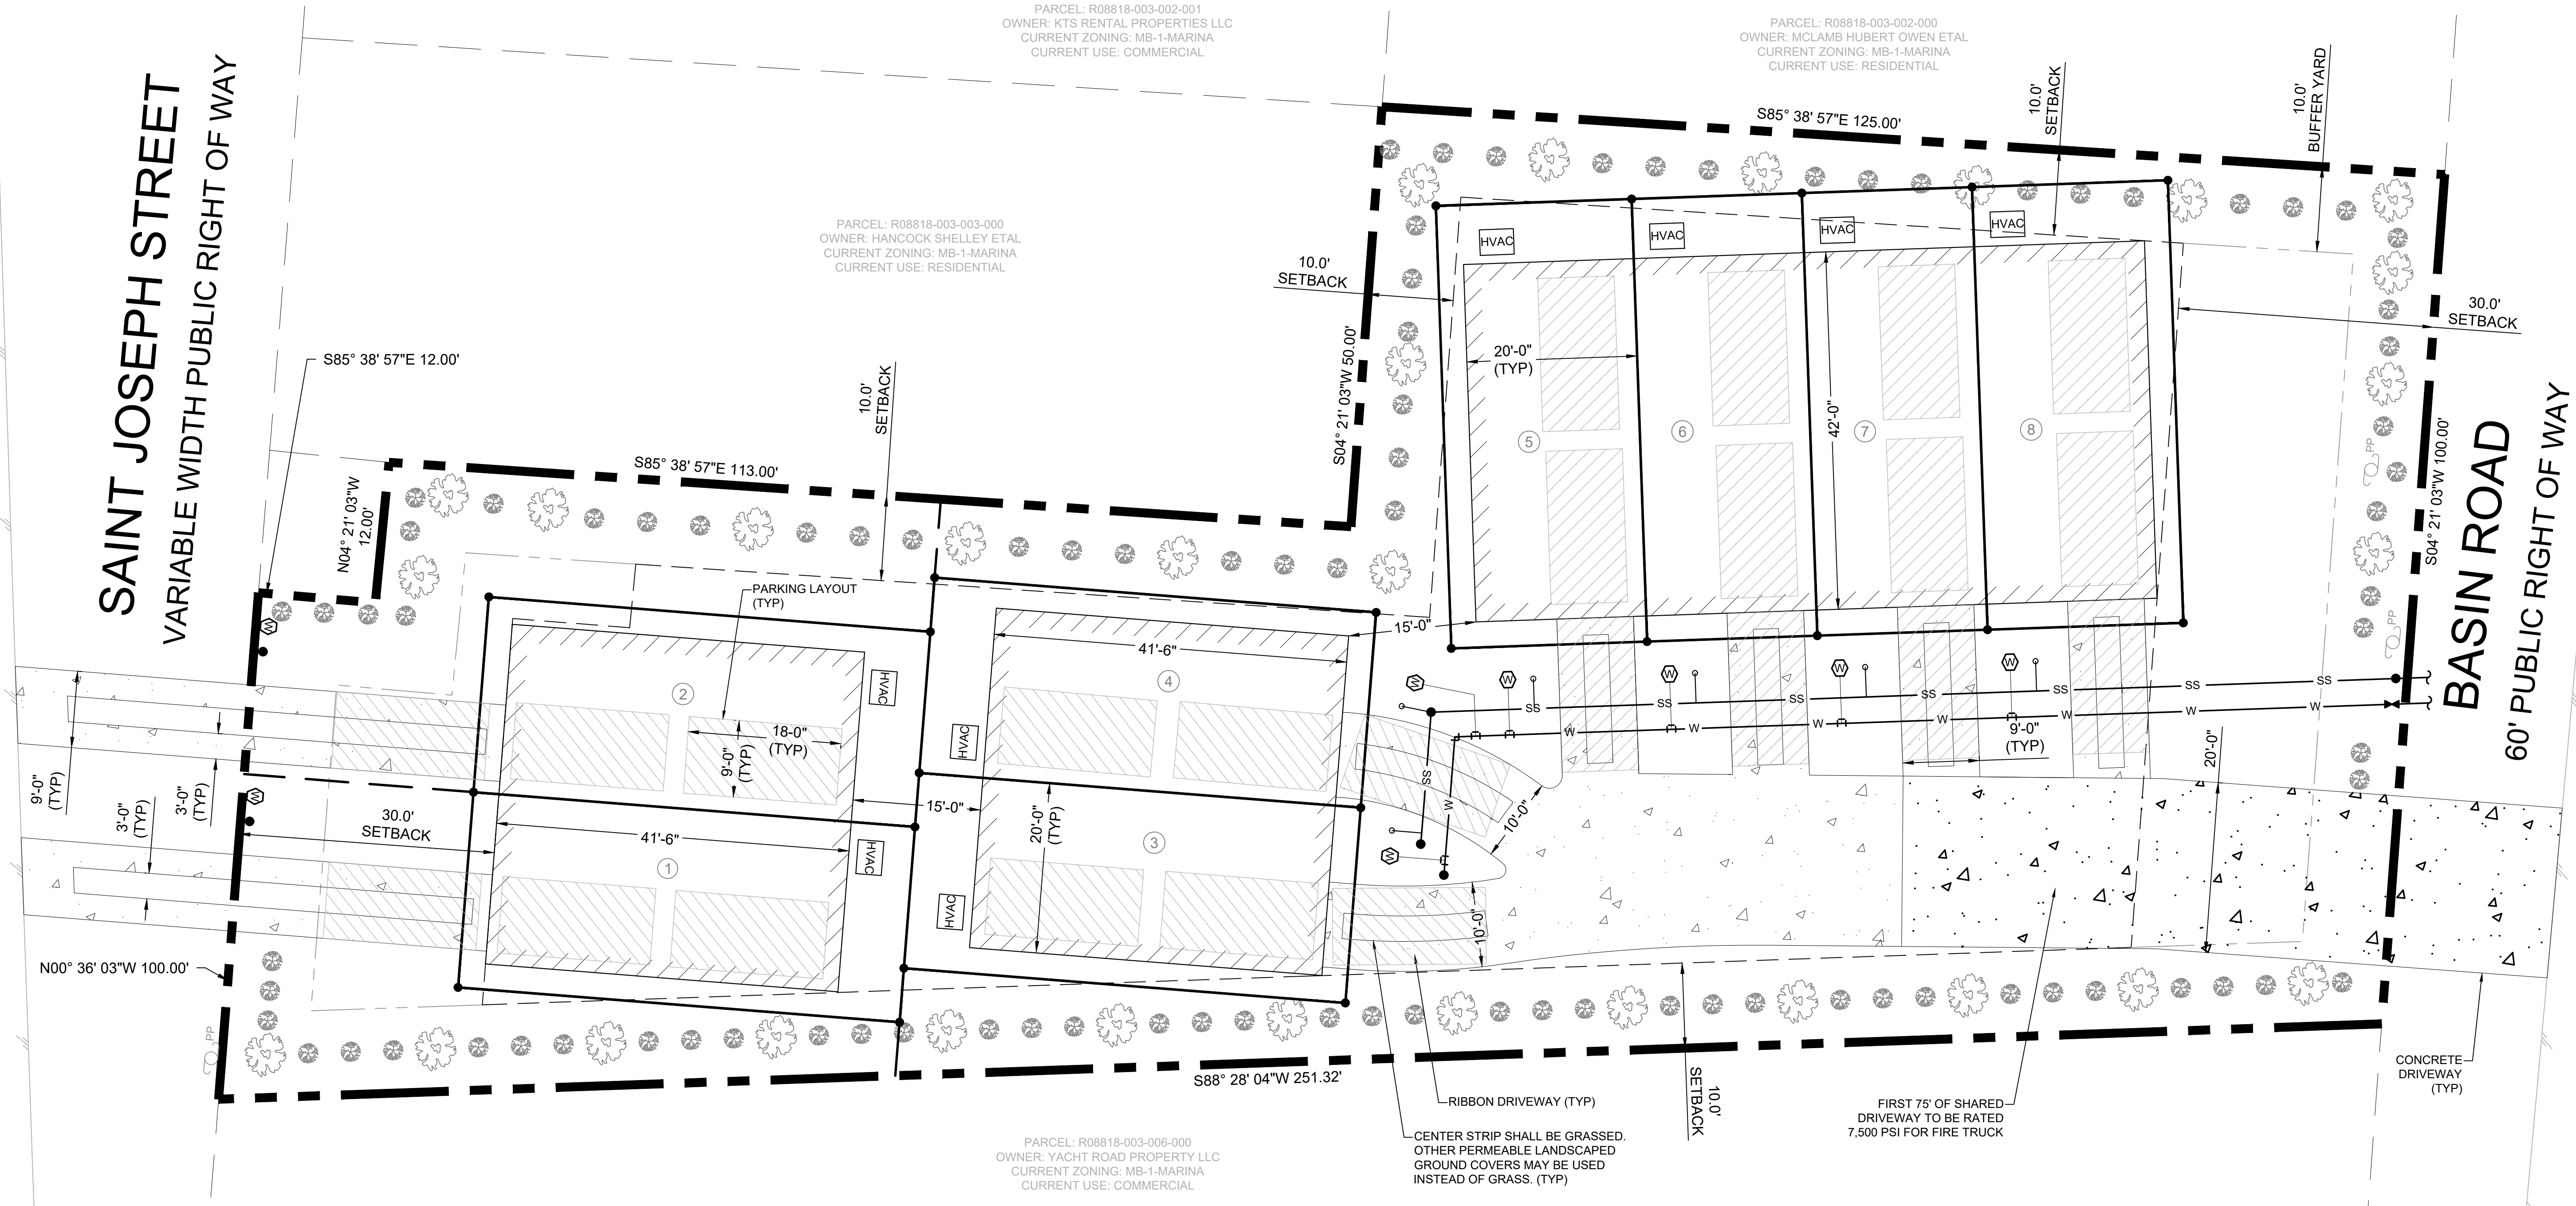 PARCEL: R08818-003-002-001
OWNER: KTS RENTAL PROPERTIES LLC
CURRENT ZONING: MB-1-MARINA
CURRENT USE: COMMERCIAL
PARCEL: R08818-003-002-000
OWNER: MCLAMB HUBERT OWEN ETAL
CURRENT ZONING: MB-1-MARINA
CURRENT USE: RESIDENTIAL
SAINT JOSEPH STREET
VARIABLE WIDTH PUBLIC RIGHT OF WAY
PARCEL: R08818-003-003-000
OWNER: HANCOCK SHELLEY ETAL
CURRENT ZONING: MB-1-MARINA
CURRENT USE: RESIDENTIAL
S85° 38' 57"E 125.00'
10.0'
SETBACK
10.0'
BUFFER YARD
HVAC
HVAC
HVAC
HVAC
10.0'
SETBACK
30.0'
SETBACK
S04° 21' 03"W 50.00'
20'-0"
(TYP)
42'-0"
5
6
7
8
PP
PP
S04° 21' 03"W 100.00'
BASIN ROAD
60' PUBLIC RIGHT OF WAY
S85° 38' 57"E 12.00'
N04° 21' 03"W
12.00'
S85° 38' 57"E 113.00'
10.0'
SETBACK
PARKING LAYOUT
(TYP)
2
18-0"
(TYP)
9'-0"
(TYP)
HVAC
HVAC
41'-6"
4
15'-0"
W
W
9'-0"
(TYP)
3'-0"
(TYP)
3'-0"
(TYP)
30.0'
SETBACK
41'-6"
1
HVAC
15'-0"
20'-0"
(TYP)
3
HVAC
W
W
W
W
W
W
SS
SS
SS
SS
SS
SS
SS
SS
W
W
W
W
W
W
W
W
9'-0"
(TYP)
20'-0"
10'-0"
10'-0"
N00° 36' 03"W 100.00'
PP
S88° 28' 04"W 251.32'
10.0'
SETBACK
RIBBON DRIVEWAY (TYP)
CENTER STRIP SHALL BE GRASSED.
OTHER PERMEABLE LANDSCAPED
GROUND COVERS MAY BE USED
INSTEAD OF GRASS. (TYP)
FIRST 75' OF SHARED
DRIVEWAY TO BE RATED
7,500 PSI FOR FIRE TRUCK
CONCRETE
DRIVEWAY
(TYP)
PARCEL: R08818-003-006-000
OWNER: YACHT ROAD PROPERTY LLC
CURRENT ZONING: MB-1-MARINA
CURRENT USE: COMMERCIAL